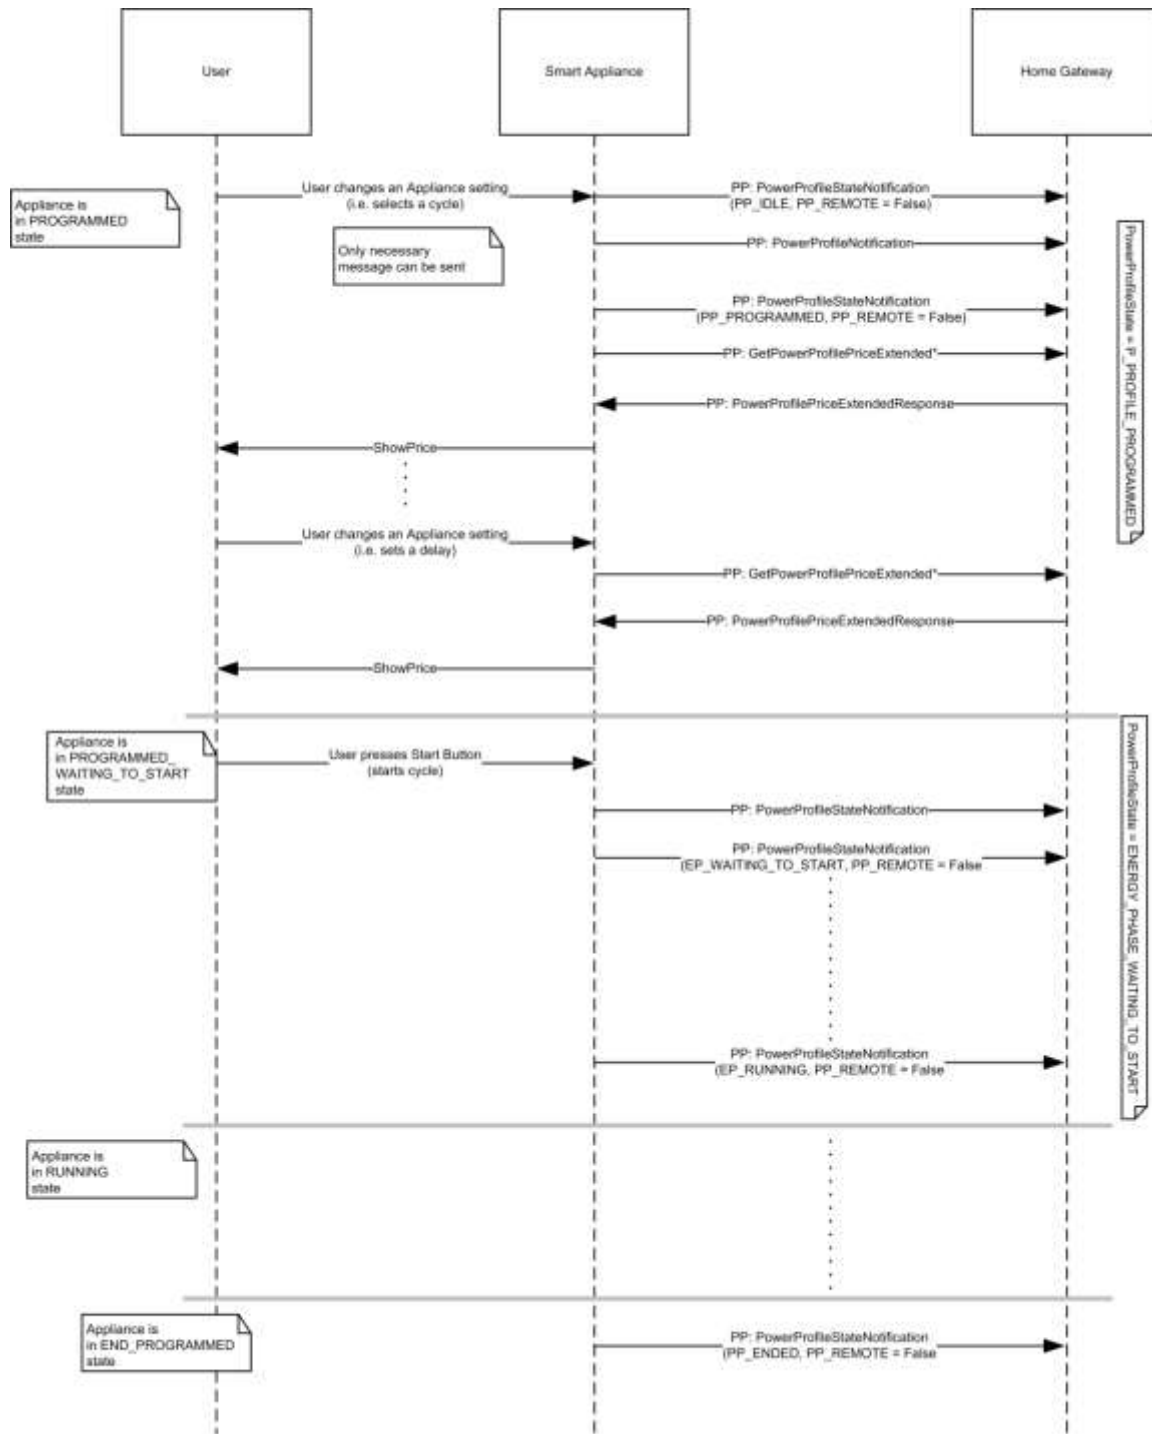 User
Smart Appliance
Home Gateway
Appliance is
in PROGRAMMED
state
User changes an Appliance setting
(i.e. selects a cycle)
PP: PowerProfileStateNotification
(PP_IDLE, PP_REMOTE = False)
Only necessary
message can be sent
PP: PowerProfileNotification
PP: PowerProfileStateNotification
(PP_PROGRAMMED, PP_REMOTE = False)
PP: GetPowerProfilePriceExtended*
PP: PowerProfilePriceExtendedResponse
ShowPrice
PowerProfileState = P_PROFILE_PROGRAMMED
User changes an Appliance setting
(i.e. sets a delay)
PP: GetPowerProfilePriceExtended*
PP: PowerProfilePriceExtendedResponse
ShowPrice
Appliance is
in PROGRAMMED_
WAITING_TO_START
state
User presses Start Button
(starts cycle)
PP: PowerProfileStateNotification
PP: PowerProfileStateNotification
(EP_WAITING_TO_START, PP_REMOTE = False
PowerProfileState = ENERGY_PHASE_WAITING_TO_START
PP: PowerProfileStateNotification
(EP_RUNNING, PP_REMOTE = False
Appliance is
in RUNNING
state
Appliance is
in END_PROGRAMMED
state
PP: PowerProfileStateNotification
(PP_ENDED, PP_REMOTE = False